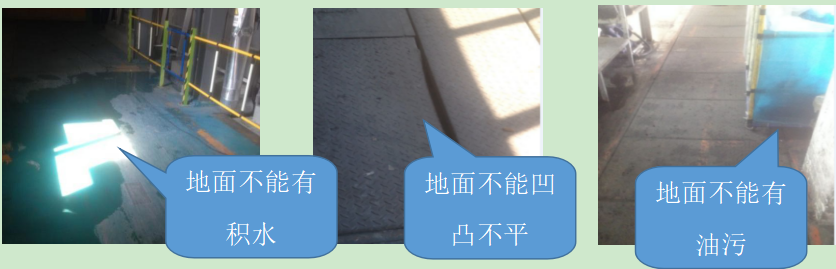 地面不能有
积水
地面不能凹
凸不平
地面不能有
油污